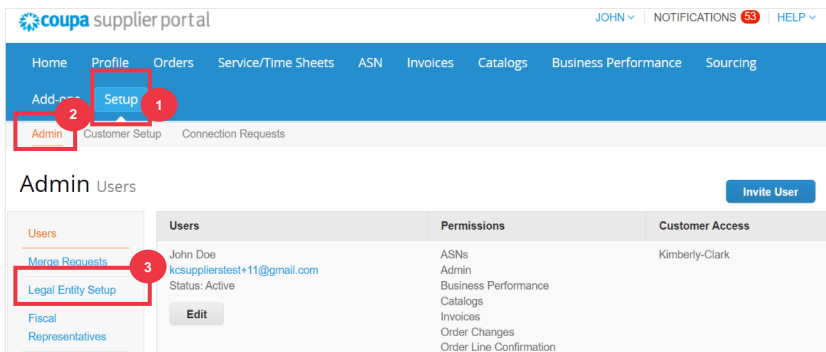 coupa supplier portal
JOHN NOTIFICATIONS 53 HELP
Home Profile Orders Service/Time Sheets ASN Invoices Catalogs Business Performance Sourcing
Add-ons Setup
1
2
Admin Customer Setup Connection Requests
Admin Users
Invite User
Users
Merge Requests
3
Legal Entity Setup
Fiscal
Representatives
Users Permissions Customer Access
John Doe
kcsupplierstest+11@gmail.com
Status: Active
Edit
ASNs
Admin
Business Performance
Catalogs
Invoices
Order Changes
Order Line Confirmation
Kimberly-Clark